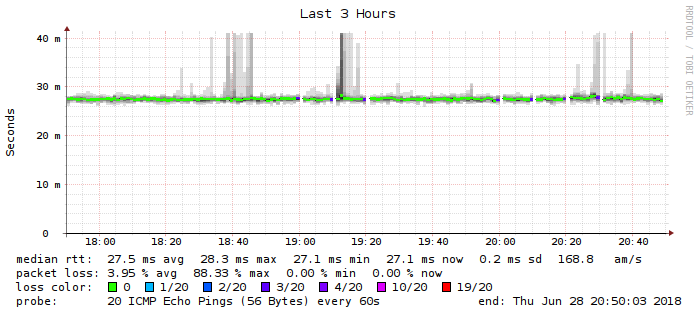 Last 3 Hours
RRDTOOL / TOBI OETIKER
Seconds
40 m
30 m
20 m
10 m
0
18:00 18:20 18:40 19:00 19:20 19:40 20:00 20:20 20:40
median rtt: 27.5 ms avg 28.3 ms max 27.1 ms min 27.1 ms now 0.2 ms sd 168.8 am/s
packet loss: 3.95 % avg 88.33 % max 0.00 % min 0.00 % now
loss color: 0 1/20 2/20 3/20 4/20 10/20 19/20
probe: 20 ICMP Echo Pings (56 Bytes) every 60s end: Thu Jun 28 20:50:03 2018